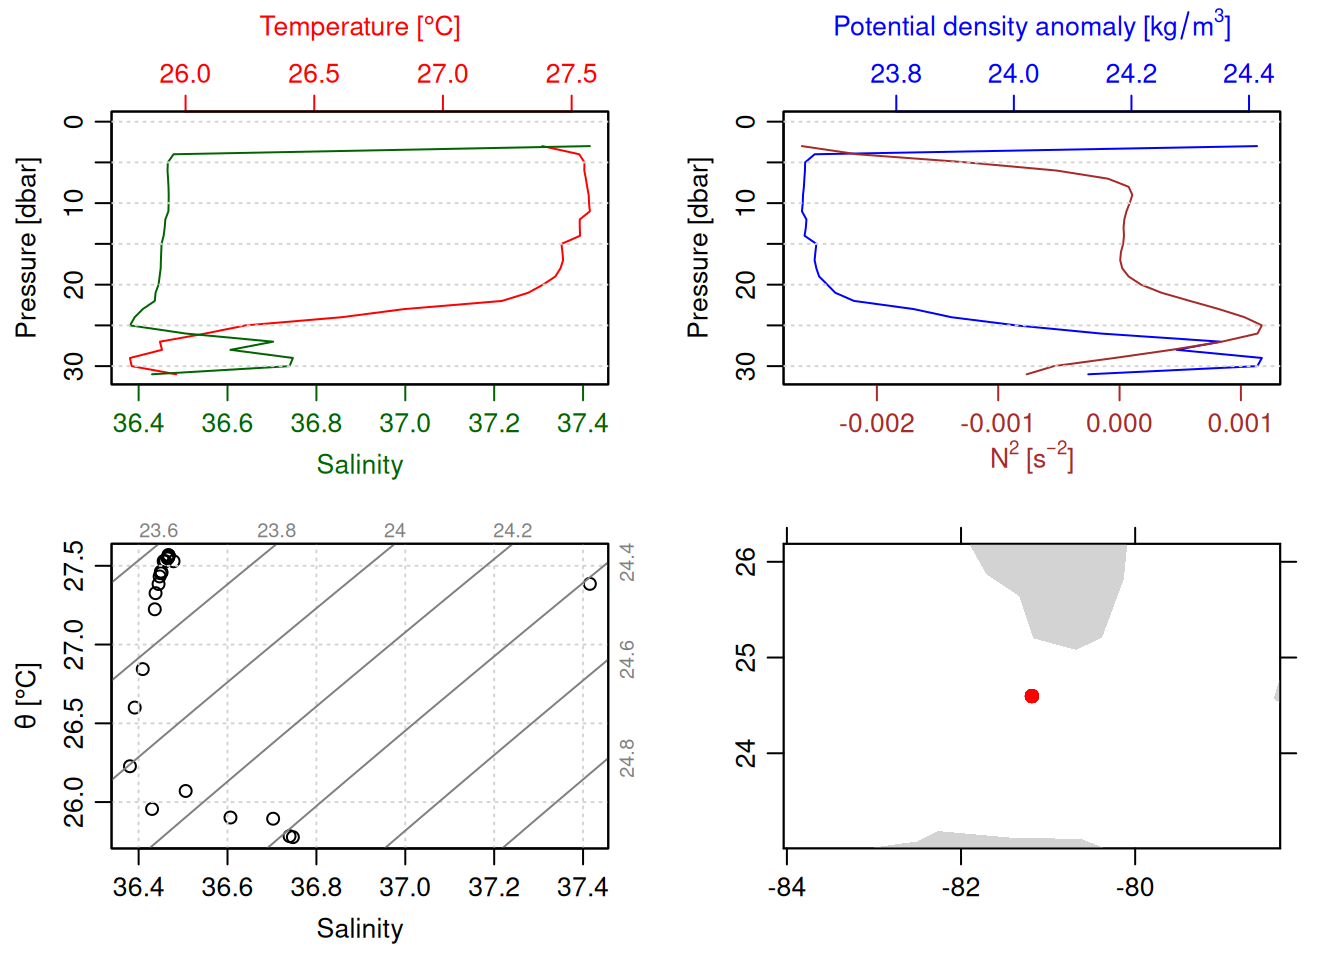 Temperature [°C]
26.0 26.5 27.0 27.5
Pressure [dbar]
0 10 20 30
36.4 36.6 36.8 37.0 37.2 37.4
Salinity
Potential density anomaly [kg/m³]
23.8 24.0 24.2 24.4
Pressure [dbar]
0 10 20 30
-0.002 -0.001 0.000 0.001
N² [s⁻²]
23.6 23.8 24 24.2
24.4 24.6 24.8
θ [°C]
27.5 27.0 26.5 26.0
36.4 36.6 36.8 37.0 37.2 37.4
Salinity
26 25 24
-84 -82 -80